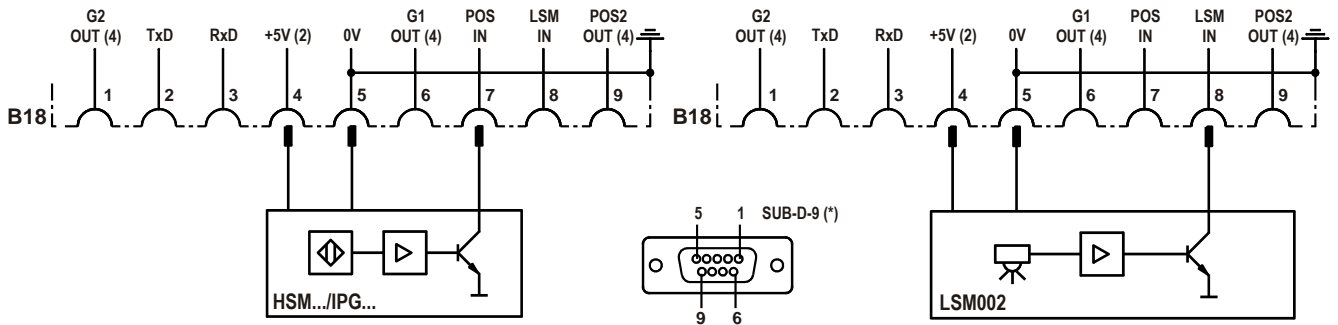 G2 G1 POS LSM POS2
OUT (4) TxD RxD +5V (2) 0V OUT (4) IN IN OUT (4)
1 2 3 4 5 6 7 8 9
B18
HSM.../IPG...
5 1 SUB-D-9 (*)
9 6
G2 G1 POS LSM POS2
OUT (4) TxD RxD +5V (2) 0V OUT (4) IN IN OUT (4)
1 2 3 4 5 6 7 8 9
B18
LSM002